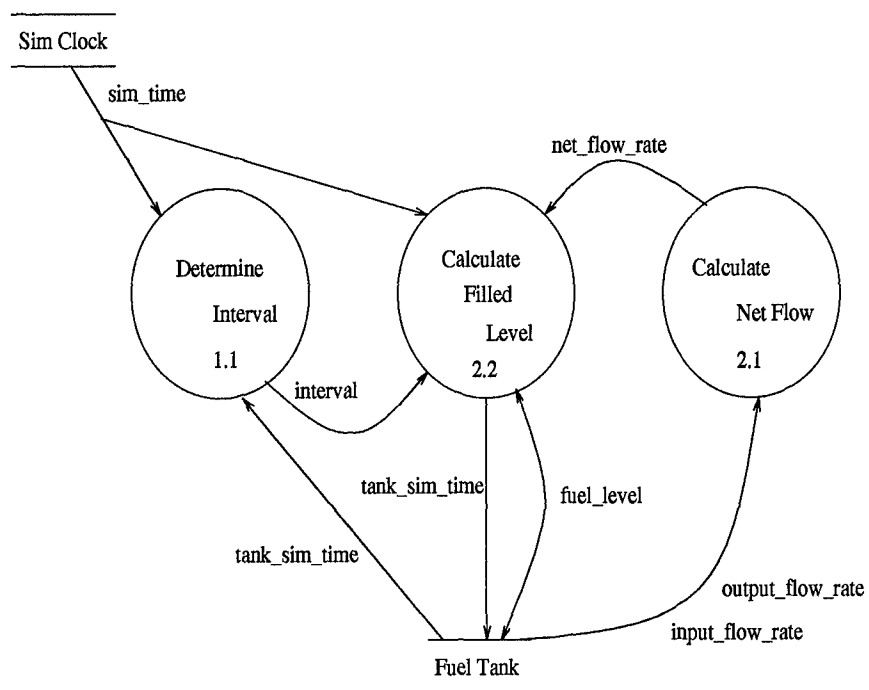 Sim Clock
sim_time
net_flow_rate
Determine
Interval
1.1
Calculate
Filled
Level
2.2
Calculate
Net Flow
2.1
interval
tank_sim_time
fuel_level
tank_sim_time
output_flow_rate
input_flow_rate
Fuel Tank